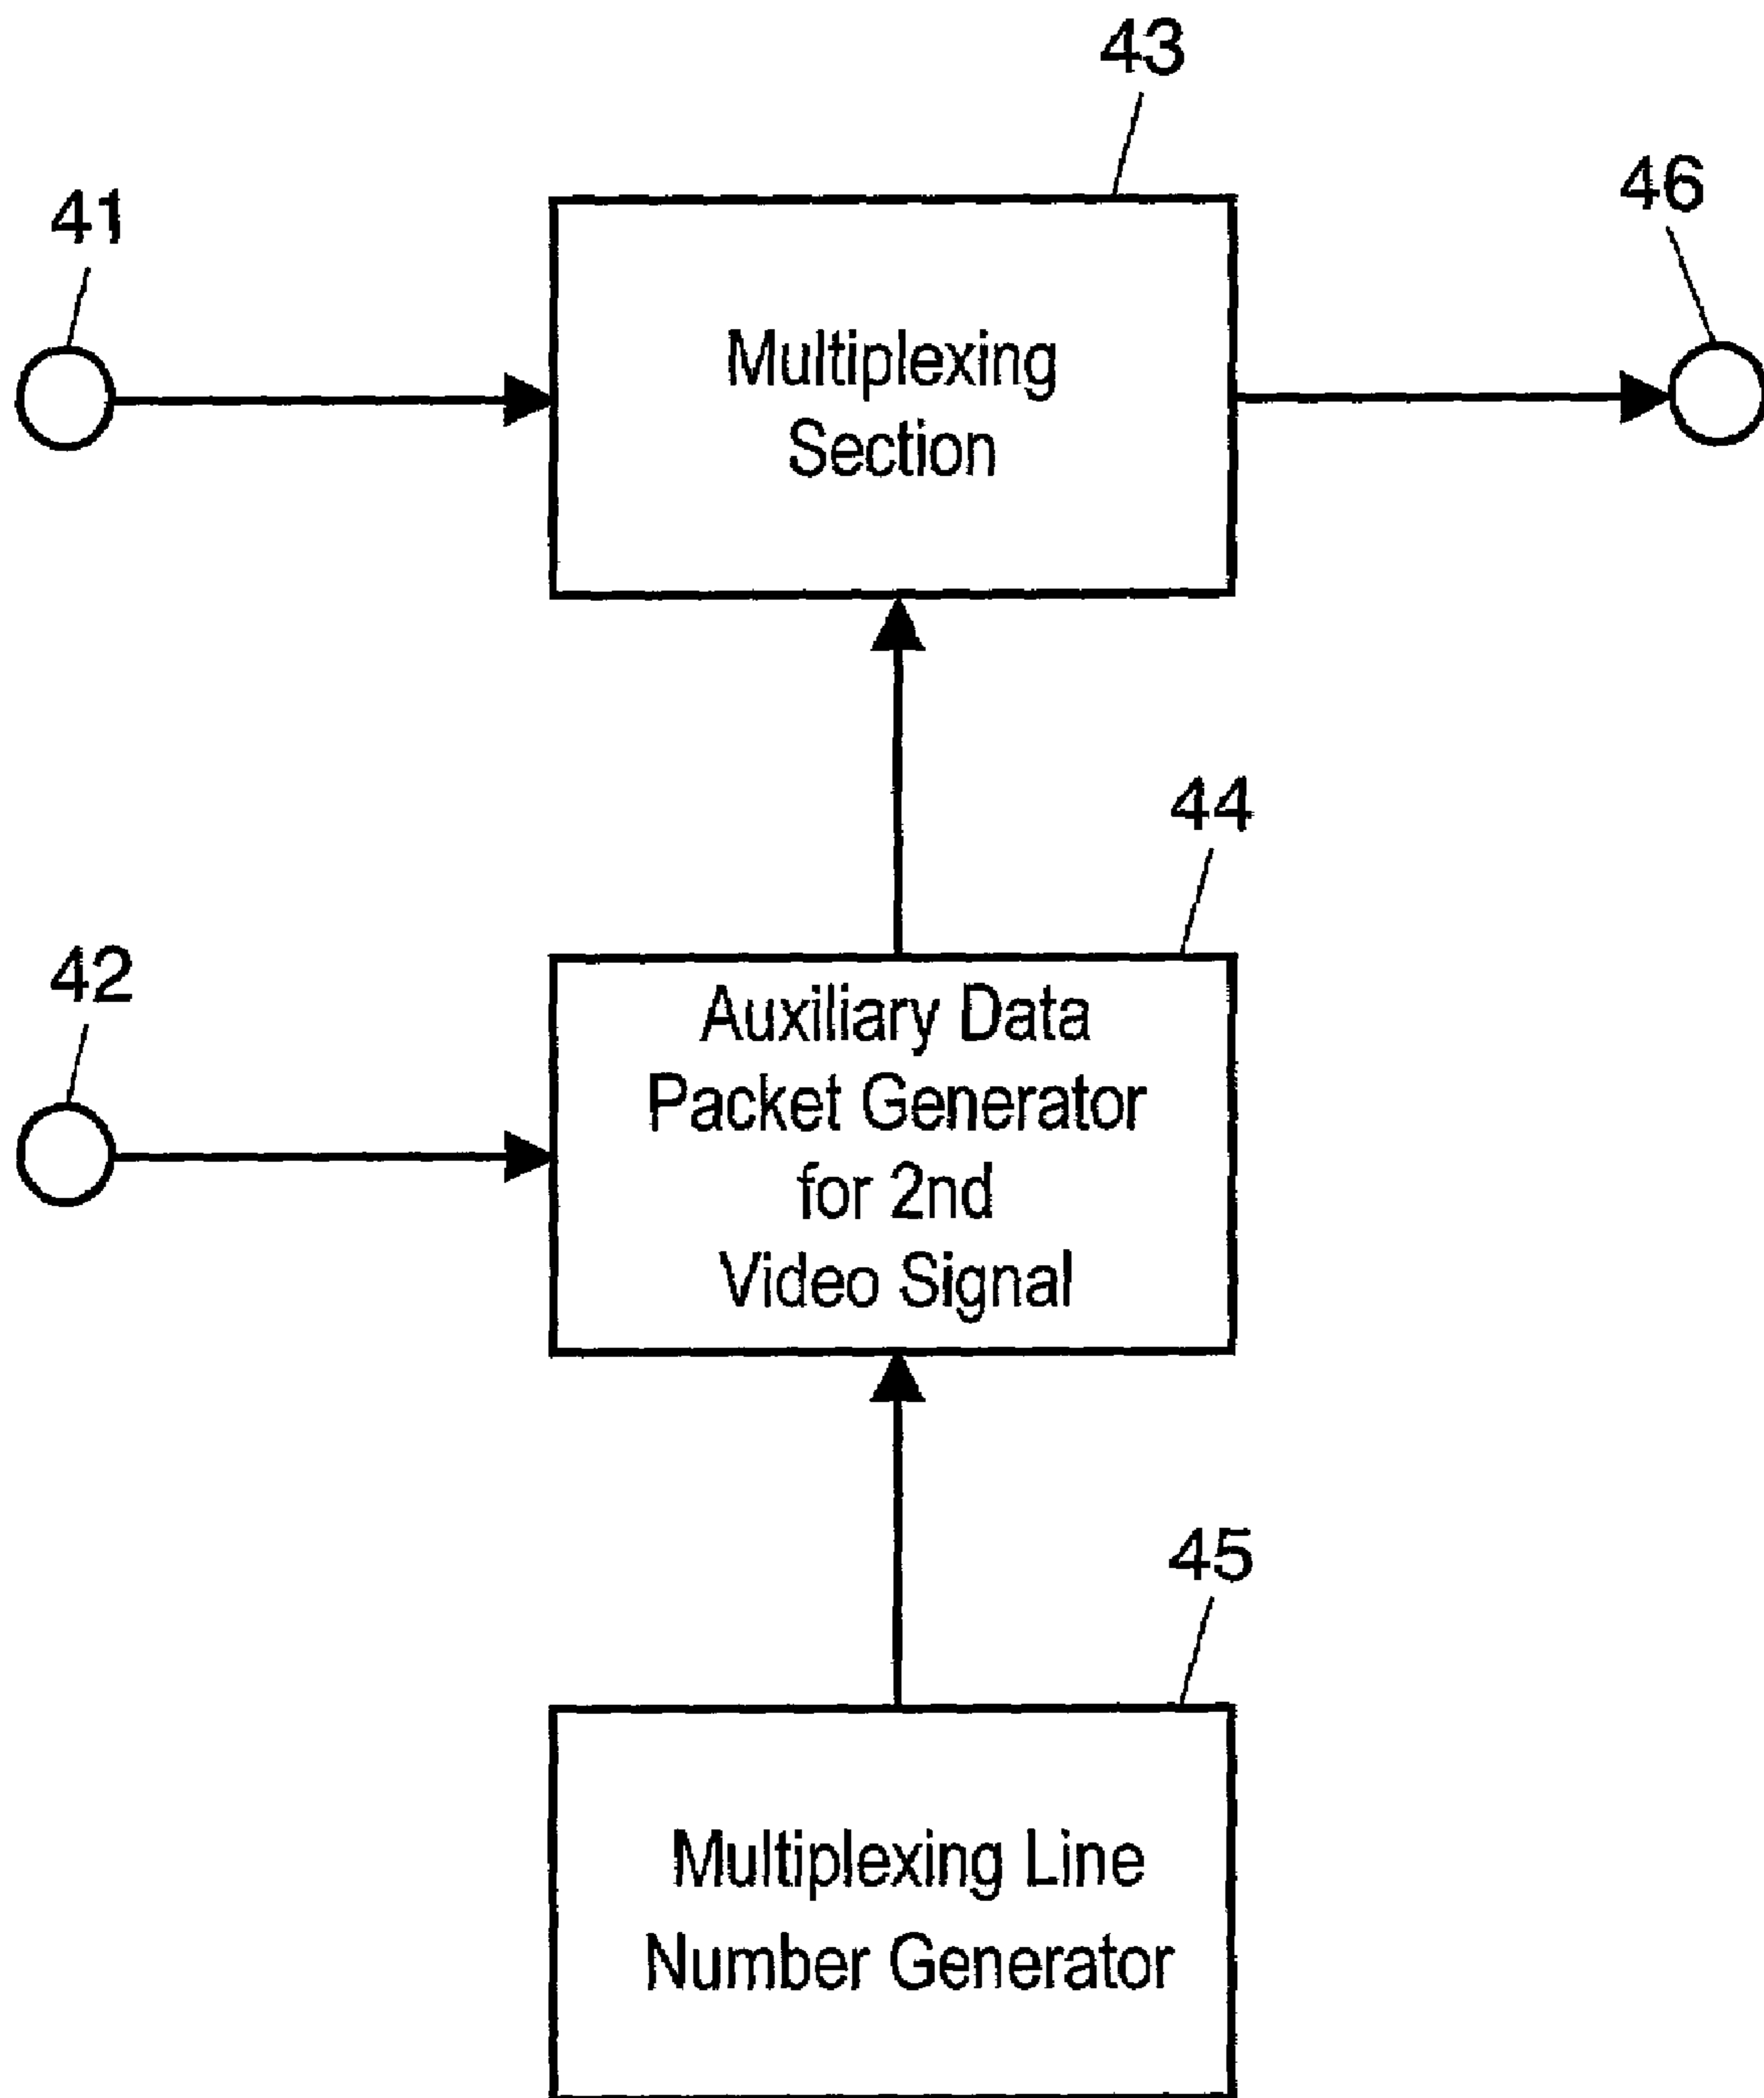 43
41
46
Multiplexing
Section
44
42
Auxiliary Data
Packet Generator
for 2nd
Video Signal
45
Multiplexing Line
Number Generator